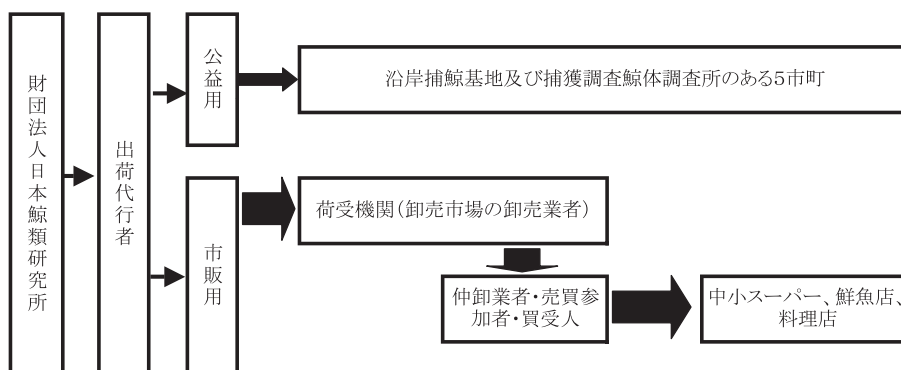 財団法人日本鯨類研究所
出荷代行者
公益用
沿岸捕鯨基地及び捕獲調査鯨体調査所のある5市町
市販用
荷受機関（卸売市場の卸売業者）
仲卸業者・売買参
加者・買受人
中小スーパー、鮮魚店、
料理店